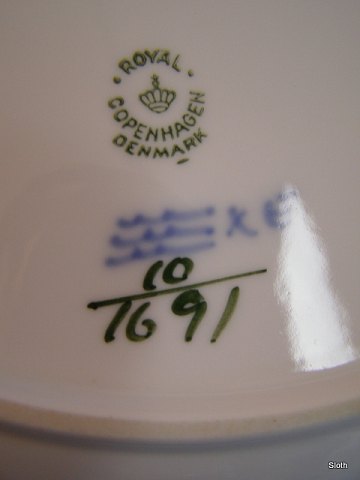 ROYAL
COPENHAGEN
DENMARK
X
10
1691
Sloth